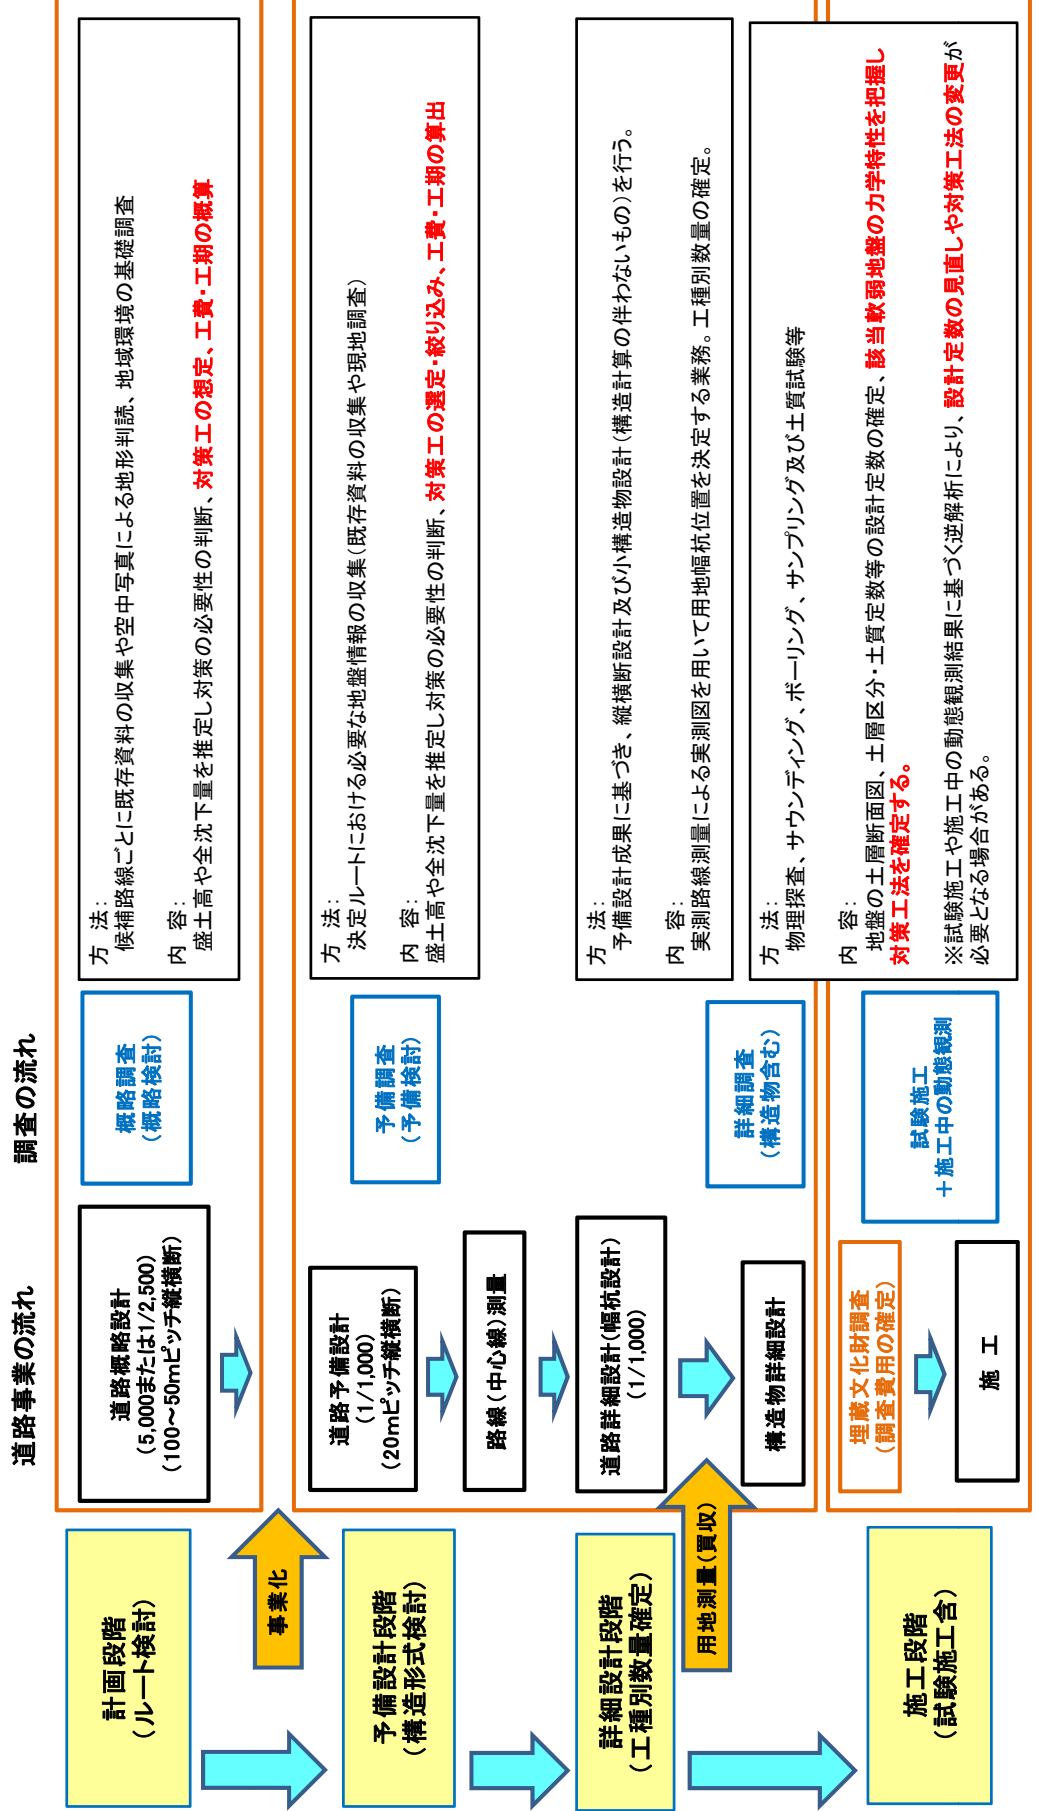 道路事業の流れ
調査の流れ
計画段階
（ルート検討）
道路概略設計
（5,000または1/2,500）
（100～50mピッチ縦横断）
概略調査
（概略検討）
方　法：
候補路線ごとに既存資料の収集や空中写真による地形判読、地域環境の基礎調査
内　容：
盛土高や全沈下量を推定し対策の必要性の判断、対策工の想定、工費・工期の概算
事業化
予備設計段階
（構造形式検討）
道路予備設計
（1/1,000）
（20mピッチ縦横断）
路線（中心線）測量
予備調査
（予備検討）
方　法：
決定ルートにおける必要な地盤情報の収集（既存資料の収集や現地調査）
内　容：
盛土高や全沈下量を推定し対策の必要性の判断、対策工の選定・絞り込み、工費・工期の算出
詳細設計段階
（工種別数量確定）
道路詳細設計（幅杭設計）
（1/1,000）
方　法：
予備設計成果に基づき、縦横断設計及び小構造物設計（構造計算の伴わないもの）を行う。
内　容：
実測路線測量による実測図を用いて用地幅杭位置を決定する業務。工種別数量の確定。
用地測量（買収）
構造物詳細設計
詳細調査
（構造物含む）
方　法：
物理探査、サウンディング、ボーリング、サンプリング及び土質試験等
内　容：
地盤の土層断面図、土層区分・土質定数等の設計定数の確定、該当軟弱地盤の力学特性を把握し
対策工法を確定する。
※試験施工や施工中の動態観測結果に基づく逆解析により、設計定数の見直しや対策工法の変更が
必要となる場合がある。
施工段階
（試験施工含）
埋蔵文化財調査
（調査費用の確定）
施　工
試験施工
＋施工中の動態観測